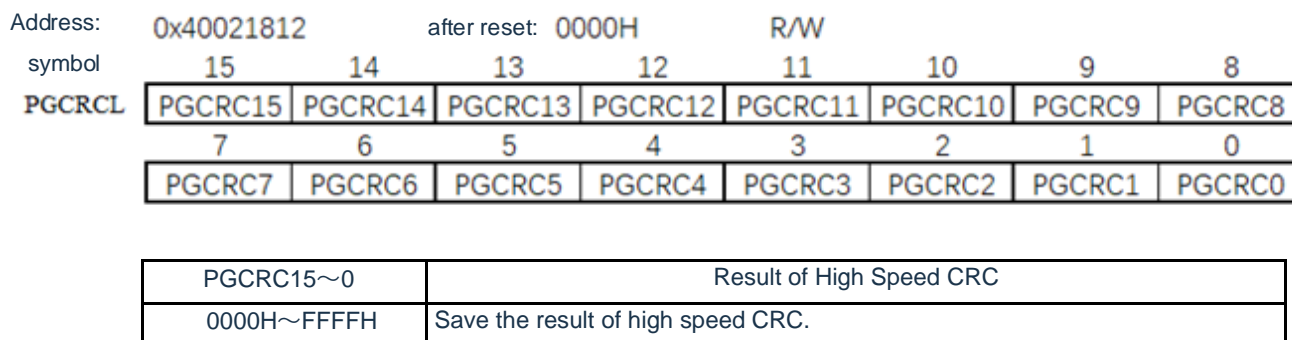 Address: 0x40021812 after reset: 0000H R/W
symbol 15 14 13 12 11 10 9 8
PGCRCL PGCRC15 PGCRC14 PGCRC13 PGCRC12 PGCRC11 PGCRC10 PGCRC9 PGCRC8
7 6 5 4 3 2 1 0
PGCRC7 PGCRC6 PGCRC5 PGCRC4 PGCRC3 PGCRC2 PGCRC1 PGCRC0
PGCRC15～0 Result of High Speed CRC
0000H～FFFFH Save the result of high speed CRC.